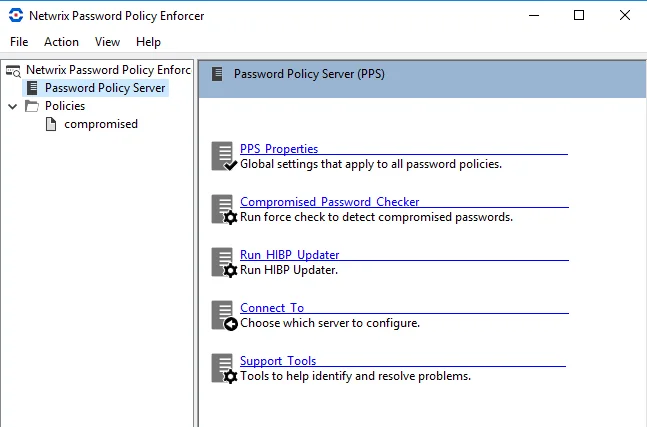 Netwrix Password Policy Enforcer
File Action View Help
Netwrix Password Policy Enforc
Password Policy Server
Policies
compromised
Password Policy Server (PPS)
PPS Properties
Global settings that apply to all password policies.
Compromised Password Checker
Run force check to detect compromised passwords.
Run HIBP Updater
Run HIBP Updater.
Connect To
Choose which server to configure.
Support Tools
Tools to help identify and resolve problems.